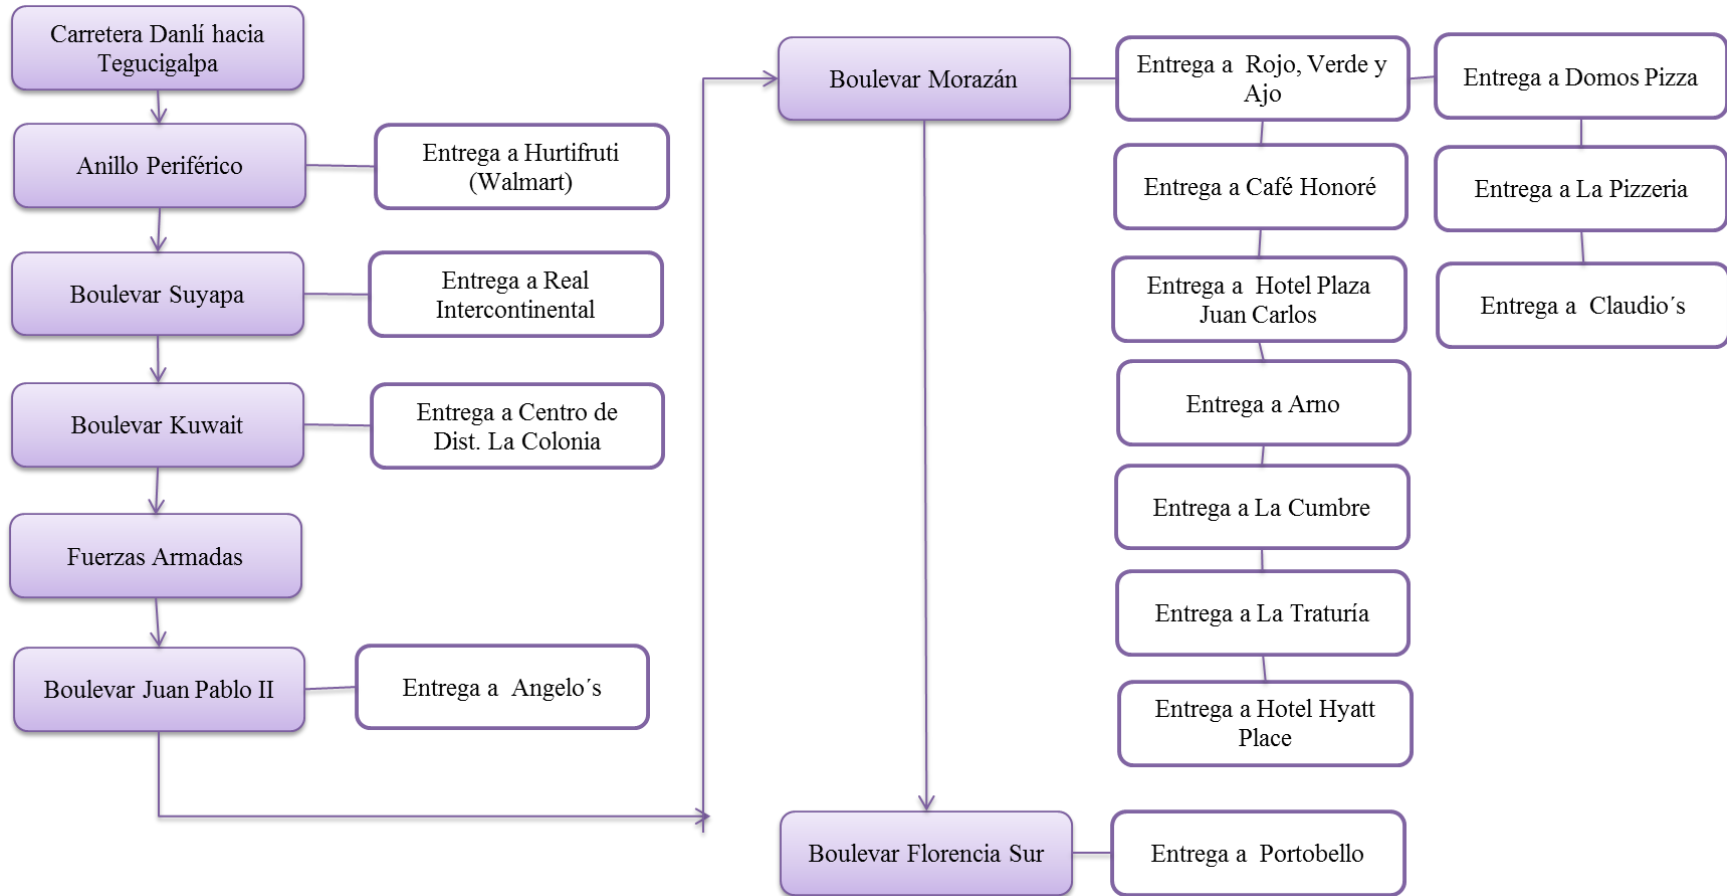 Carretera Danlí hacia
Tegucigalpa
Anillo Periférico
Entrega a Hurtifruti
(Walmart)
Boulevar Suyapa
Entrega a Real
Intercontinental
Boulevar Kuwait
Entrega a Centro de
Dist. La Colonia
Fuerzas Armadas
Boulevar Juan Pablo II
Entrega a Angelo´s
Boulevar Morazán
Entrega a Rojo, Verde y
Ajo
Entrega a Café Honoré
Entrega a Hotel Plaza
Juan Carlos
Entrega a Arno
Entrega a La Cumbre
Entrega a La Traturía
Entrega a Hotel Hyatt
Place
Entrega a Domos Pizza
Entrega a La Pizzeria
Entrega a Claudio´s
Boulevar Florencia Sur
Entrega a Portobello